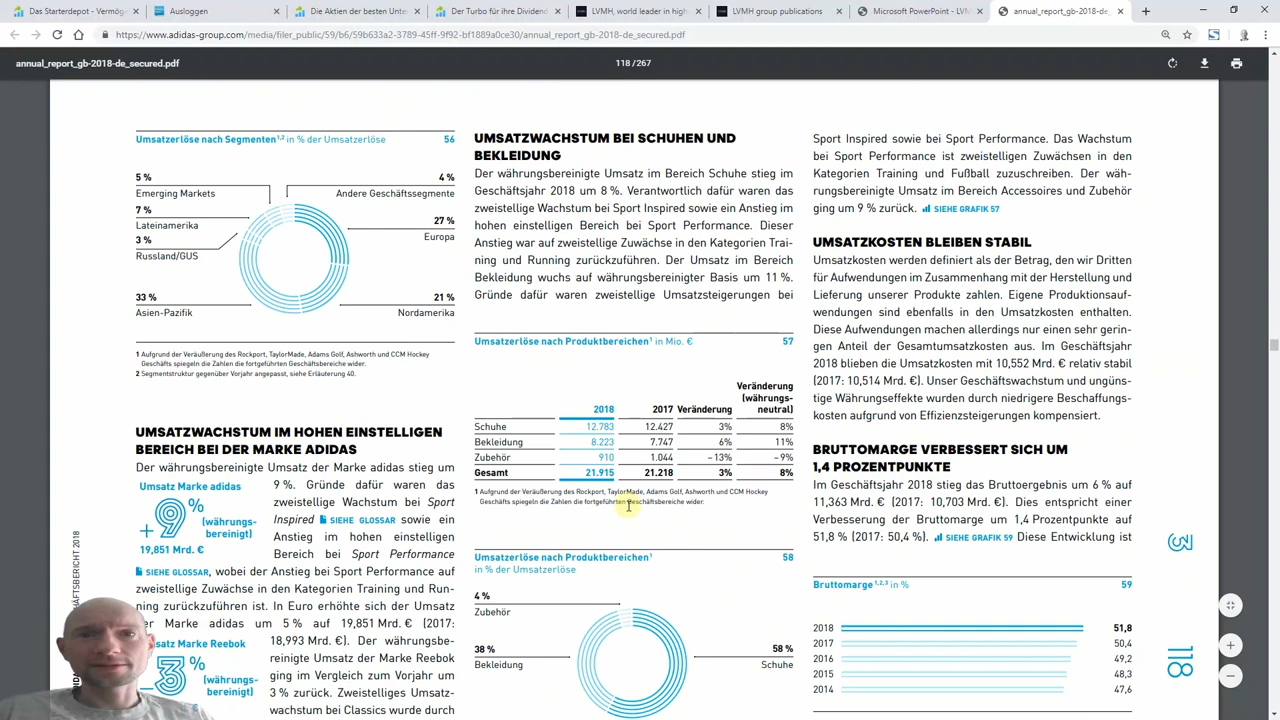 Das Starterdepot - Vermög
Ausloggen
Die Aktien der besten Unter
Der Turbo für ihre Dividend
LVMH, world leader in high
LVMH group publications
Microsoft PowerPoint - LVM
annual_report_gb-2018-de_
https://www.adidas-group.com/media/filer_public/59/b6/59b633a2-3789-45ff-9f92-bf1889a0ce30/annual_report_gb-2018-de_secured.pdf
annual_report_gb-2018-de_secured.pdf
118 / 267
Umsatzerlöse nach Segmenten1,2 in % der Umsatzerlöse 56
5 %
Emerging Markets
4 %
Andere Geschäftssegmente
7 %
Lateinamerika
27 %
Europa
3 %
Russland/GUS
33 %
Asien-Pazifik
21 %
Nordamerika
1 Aufgrund der Veräußerung des Rockport, TaylorMade, Adams Golf, Ashworth und CCM Hockey
Geschäfts spiegeln die Zahlen die fortgeführten Geschäftsbereiche wider.
2 Segmentstruktur gegenüber Vorjahr angepasst, siehe Erläuterung 40.
UMSATZWACHSTUM IM HOHEN EINSTELLIGEN
BEREICH BEI DER MARKE ADIDAS
Der währungsbereinigte Umsatz der Marke adidas stieg um
Umsatz Marke adidas
+9%
(währungs-
bereinigt)
19,851 Mrd. €
9 %. Gründe dafür waren das
zweistellige Wachstum bei Sport
Inspired SIEHE GLOSSAR sowie ein
Anstieg im hohen einstelligen
Bereich bei Sport Performance
SIEHE GLOSSAR, wobei der Anstieg bei Sport Performance auf
zweistellige Zuwächse in den Kategorien Training und Run-
ning zurückzuführen ist. In Euro erhöhte sich der Umsatz
der Marke adidas um 5 % auf 19,851 Mrd. € (2017:
Umsatz Marke Reebok
–3%
(währungs-
bereinigt)
18,993 Mrd. €). Der währungsbe-
reinigte Umsatz der Marke Reebok
ging im Vergleich zum Vorjahr um
3 % zurück. Zweistelliges Umsatz-
wachstum bei Classics wurde durch
UMSATZWACHSTUM BEI SCHUHEN UND
BEKLEIDUNG
Der währungsbereinigte Umsatz im Bereich Schuhe stieg im
Geschäftsjahr 2018 um 8 %. Verantwortlich dafür waren das
zweistellige Wachstum bei Sport Inspired sowie ein Anstieg im
hohen einstelligen Bereich bei Sport Performance. Dieser
Anstieg war auf zweistellige Zuwächse in den Kategorien Trai-
ning und Running zurückzuführen. Der Umsatz im Bereich
Bekleidung wuchs auf währungsbereinigter Basis um 11 %.
Gründe dafür waren zweistellige Umsatzsteigerungen bei
Umsatzerlöse nach Produktbereichen1 in Mio. € 57
2018 2017 Veränderung Veränderung (währungs-neutral)
Schuhe 12.783 12.427 3% 8%
Bekleidung 8.223 7.747 6% 11%
Zubehör 910 1.044 –13% –9%
Gesamt 21.915 21.218 3% 8%
1 Aufgrund der Veräußerung des Rockport, TaylorMade, Adams Golf, Ashworth und CCM Hockey
Geschäfts spiegeln die Zahlen die fortgeführten Geschäftsbereiche wider.
Umsatzerlöse nach Produktbereichen1 58
in % der Umsatzerlöse
4 %
Zubehör
38 %
Bekleidung
58 %
Schuhe
Sport Inspired sowie bei Sport Performance. Das Wachstum
bei Sport Performance ist zweistelligen Zuwächsen in den
Kategorien Training und Fußball zuzuschreiben. Der wäh-
rungsbereinigte Umsatz im Bereich Accessoires und Zubehör
ging um 9 % zurück. SIEHE GRAFIK 57
UMSATZKOSTEN BLEIBEN STABIL
Umsatzkosten werden definiert als der Betrag, den wir Dritten
für Aufwendungen im Zusammenhang mit der Herstellung und
Lieferung unserer Produkte zahlen. Eigene Produktionsauf-
wendungen sind ebenfalls in den Umsatzkosten enthalten.
Diese Aufwendungen machen allerdings nur einen sehr gerin-
gen Anteil der Gesamtumsatzkosten aus. Im Geschäftsjahr
2018 blieben die Umsatzkosten mit 10,552 Mrd. € relativ stabil
(2017: 10,514 Mrd. €). Unser Geschäftswachstum und ungüns-
tige Währungseffekte wurden durch niedrigere Beschaffungs-
kosten aufgrund von Effizienzsteigerungen kompensiert.
BRUTTOMARGE VERBESSERT SICH UM
1,4 PROZENTPUNKTE
Im Geschäftsjahr 2018 stieg das Bruttoergebnis um 6 % auf
11,363 Mrd. € (2017: 10,703 Mrd. €). Dies entspricht einer
Verbesserung der Bruttomarge um 1,4 Prozentpunkte auf
51,8 % (2017: 50,4 %). SIEHE GRAFIK 59 Diese Entwicklung ist
Bruttomarge1,2,3 in % 59
2018 51,8
2017 50,4
2016 49,2
2015 48,3
2014 47,6
3
118